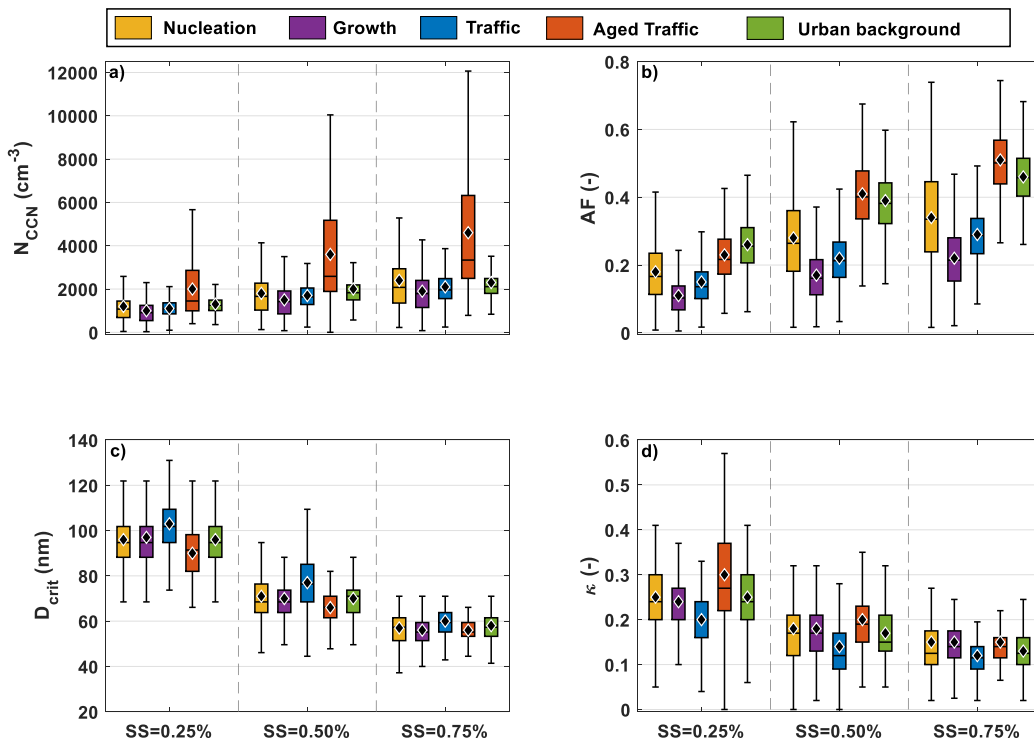 Nucleation Growth Traffic Aged Traffic Urban background
a)
12000
10000
8000
6000
4000
2000
0
N_CCN (cm^-3)
b)
0.8
0.6
0.4
0.2
0
AF (-)
c)
140
120
100
80
60
40
20
D_crit (nm)
SS=0.25% SS=0.50% SS=0.75%
d)
0.6
0.5
0.4
0.3
0.2
0.1
0
κ (-)
SS=0.25% SS=0.50% SS=0.75%